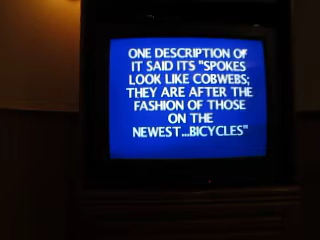 ONE DESCRIPTION OF
IT SAID ITS "SPOKES
LOOK LIKE COBWEBS;
THEY ARE AFTER THE
FASHION OF THOSE
ON THE
NEWEST...BICYCLES"